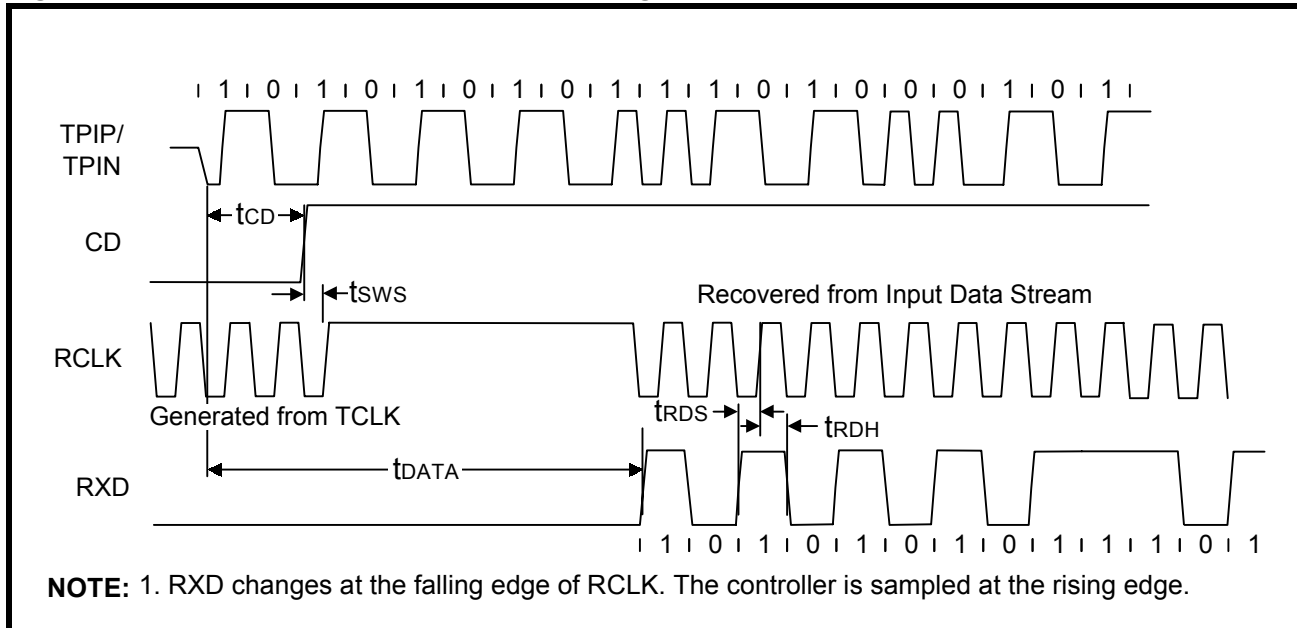 1 0 1 0 1 0 1 0 1 1 1 0 1 0 0 0 1 0 1
TPIP/
TPIN
tCD
CD
tSWS
Recovered from Input Data Stream
RCLK
Generated from TCLK
tRDS
tRDH
tDATA
RXD
1 0 1 0 1 0 1 0 1 1 1 0 1
NOTE: 1. RXD changes at the falling edge of RCLK. The controller is sampled at the rising edge.